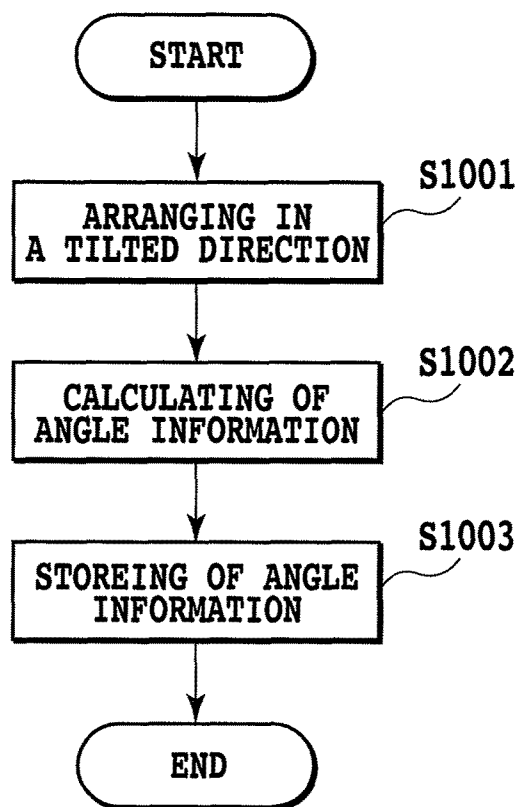 START
S1001
ARRANGING IN
A TILTED DIRECTION
S1002
CALCULATING OF
ANGLE INFORMATION
S1003
STOREING OF ANGLE
INFORMATION
END